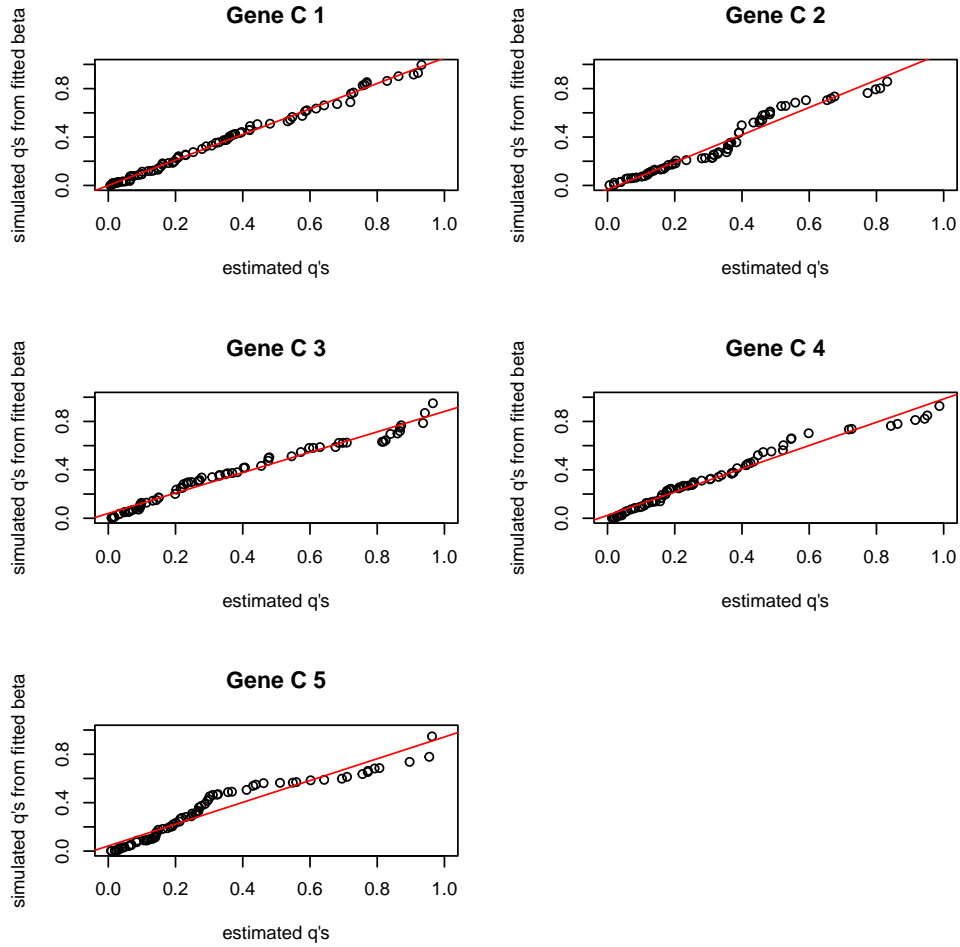 Gene C 1
simulated q's from fitted beta
0.0 0.4 0.8
0.0 0.2 0.4 0.6 0.8 1.0
estimated q's
Gene C 2
simulated q's from fitted beta
0.0 0.4 0.8
0.0 0.2 0.4 0.6 0.8 1.0
estimated q's
Gene C 3
simulated q's from fitted beta
0.0 0.4 0.8
0.0 0.2 0.4 0.6 0.8 1.0
estimated q's
Gene C 4
simulated q's from fitted beta
0.0 0.4 0.8
0.0 0.2 0.4 0.6 0.8 1.0
estimated q's
Gene C 5
simulated q's from fitted beta
0.0 0.4 0.8
0.0 0.2 0.4 0.6 0.8 1.0
estimated q's